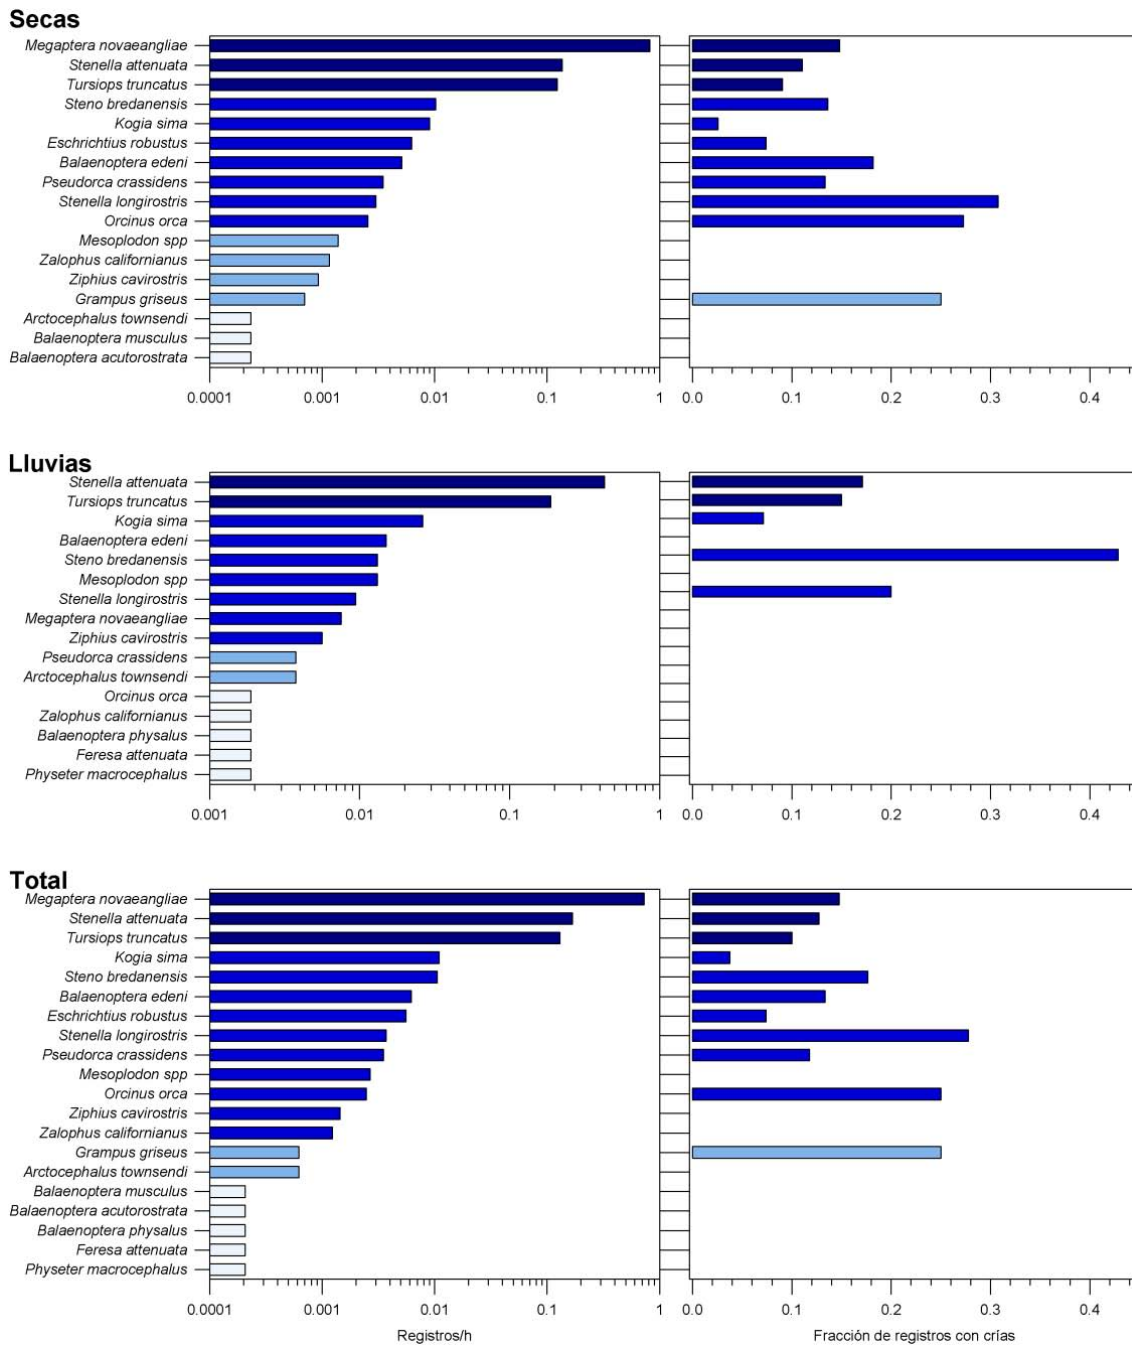 Secas
Megaptera novaeangliae
Stenella attenuata
Tursiops truncatus
Steno bredanensis
Kogia sima
Eschrichtius robustus
Balaenoptera edeni
Pseudorca crassidens
Stenella longirostris
Orcinus orca
Mesoplodon spp
Zalophus californianus
Ziphius cavirostris
Grampus griseus
Arctocephalus townsendi
Balaenoptera musculus
Balaenoptera acutorostrata
0.0001 0.001 0.01 0.1 1 0.0 0.1 0.2 0.3 0.4
Lluvias
Stenella attenuata
Tursiops truncatus
Kogia sima
Balaenoptera edeni
Steno bredanensis
Mesoplodon spp
Stenella longirostris
Megaptera novaeangliae
Ziphius cavirostris
Pseudorca crassidens
Arctocephalus townsendi
Orcinus orca
Zalophus californianus
Balaenoptera physalus
Feresa attenuata
Physeter macrocephalus
0.001 0.01 0.1 1 0.0 0.1 0.2 0.3 0.4
Total
Megaptera novaeangliae
Stenella attenuata
Tursiops truncatus
Kogia sima
Steno bredanensis
Balaenoptera edeni
Eschrichtius robustus
Stenella longirostris
Pseudorca crassidens
Mesoplodon spp
Orcinus orca
Ziphius cavirostris
Zalophus californianus
Grampus griseus
Arctocephalus townsendi
Balaenoptera musculus
Balaenoptera acutorostrata
Balaenoptera physalus
Feresa attenuata
Physeter macrocephalus
0.0001 0.001 0.01 0.1 1 0.0 0.1 0.2 0.3 0.4
Registros/h Fracción de registros con crías